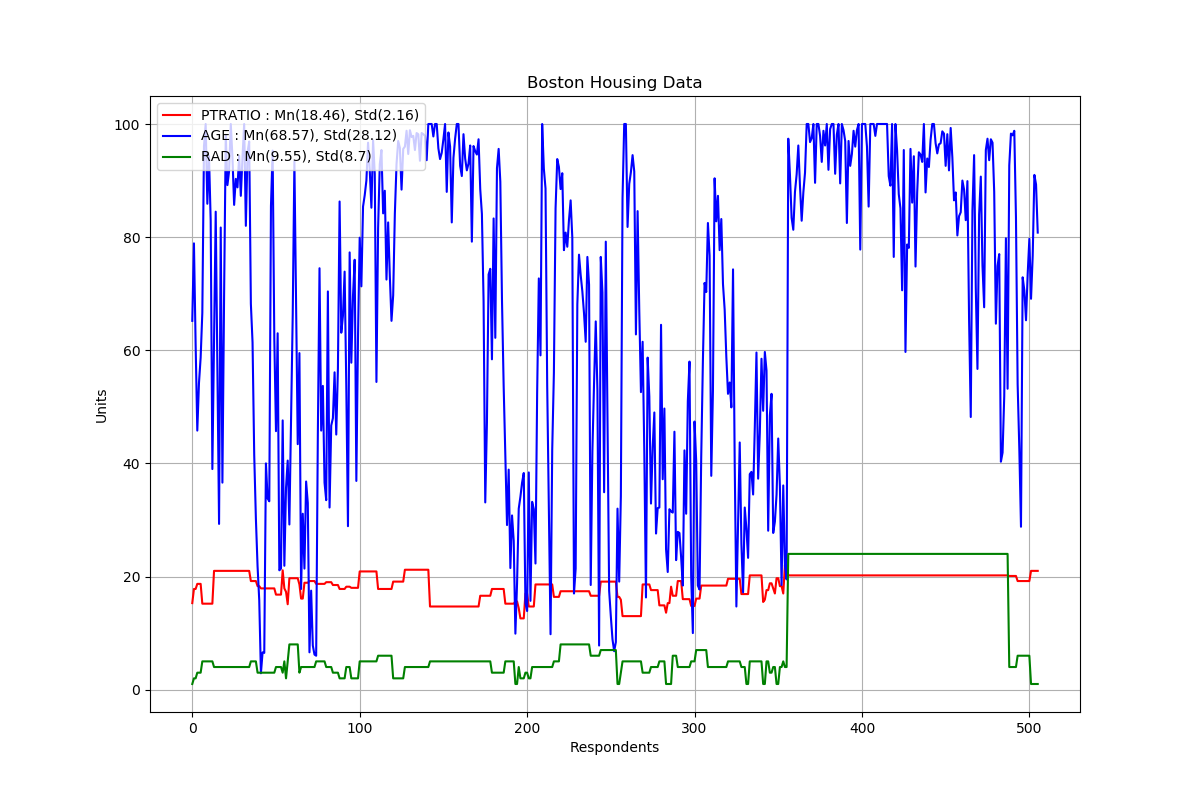 Boston Housing Data
PTRATIO : Mn(18.46), Std(2.16)
AGE : Mn(68.57), Std(28.12)
RAD : Mn(9.55), Std(8.7)
100
80
60
40
20
0
Units
0 100 200 300 400 500
Respondents